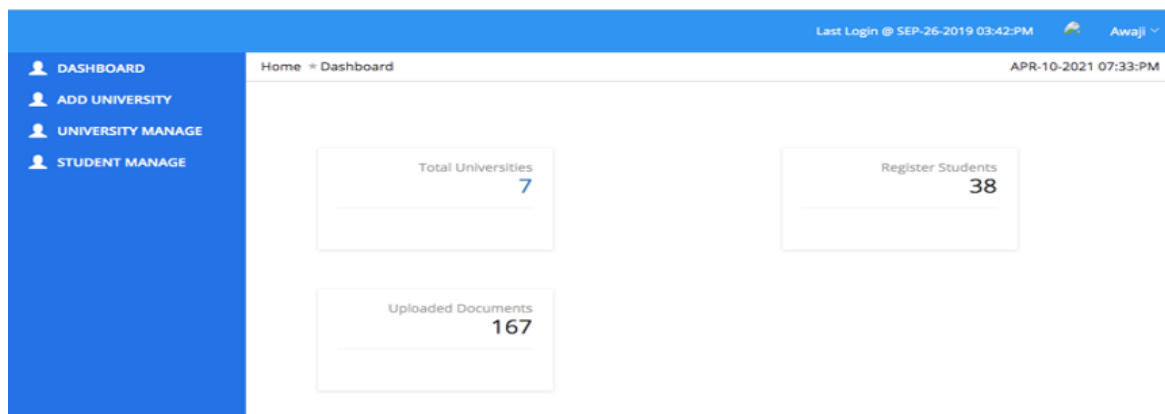 Last Login @ SEP-26-2019 03:42:PM Awaji
DASHBOARD
ADD UNIVERSITY
UNIVERSITY MANAGE
STUDENT MANAGE
Home * Dashboard APR-10-2021 07:33:PM
Total Universities
7
Register Students
38
Uploaded Documents
167